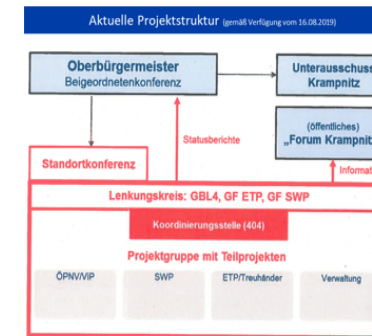 Aktuelle Projektstruktur (gemäß Verfügung vom 16.08.2019)
Oberbürgermeister
Beigeordnetenkonferenz
Unterausschuss
Krampnitz
(öffentliches)
„Forum Krampnitz
Statusberichte
Standortkonferenz
Informat
Lenkungskreis: GBL4, GF ETP, GF SWP
Koordinierungsstelle (404)
Projektgruppe mit Teilprojekten
ÖPNV/ViP
SWP
ETP/Treuhänder
Verwaltung